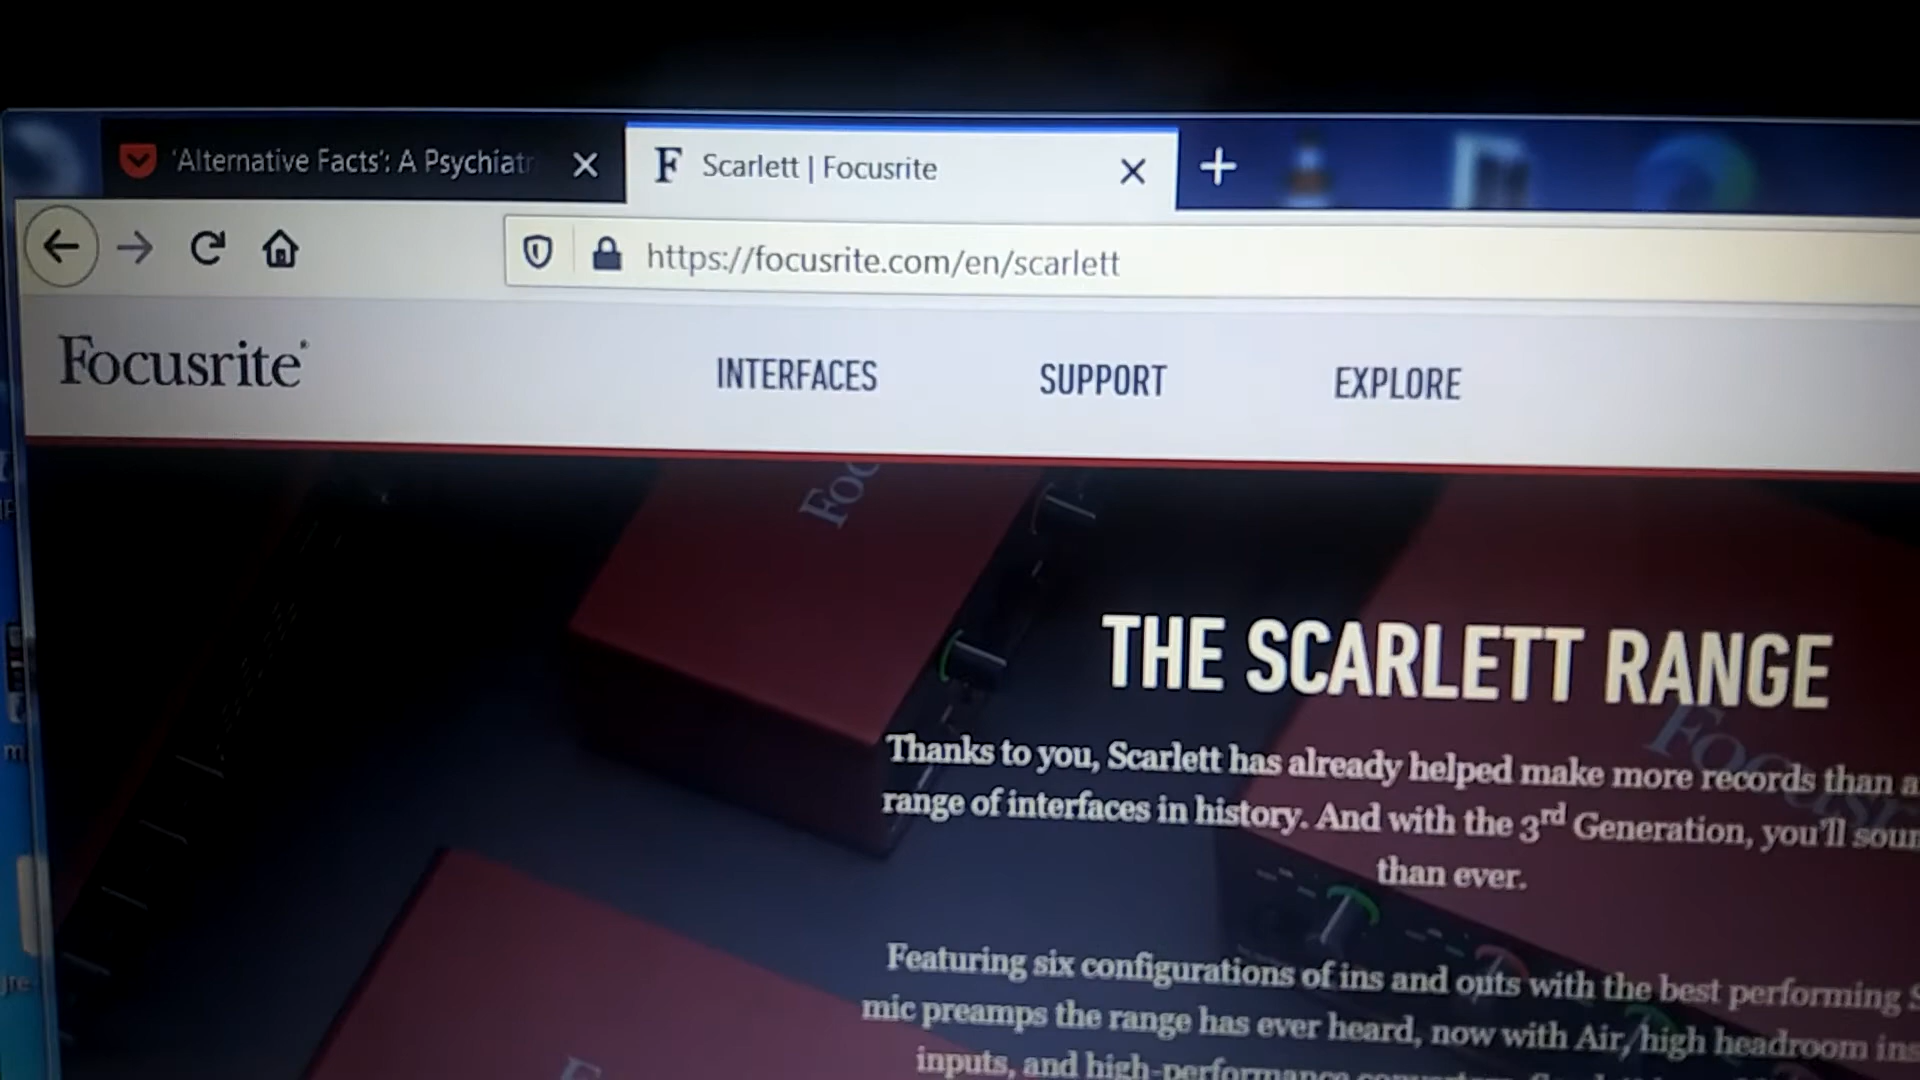 'Alternative Facts': A Psychiatr
Scarlett | Focusrite
https://focusrite.com/en/scarlett
Focusrite
INTERFACES
SUPPORT
EXPLORE
Foc
THE SCARLETT RANGE
Focusr
Thanks to you, Scarlett has already helped make more records than a
range of interfaces in history. And with the 3rd Generation, you'll soun
than ever.
Featuring six configurations of ins and outs with the best performing S
mic preamps the range has ever heard, now with Air, high headroom ins
inputs, and high-performance
F